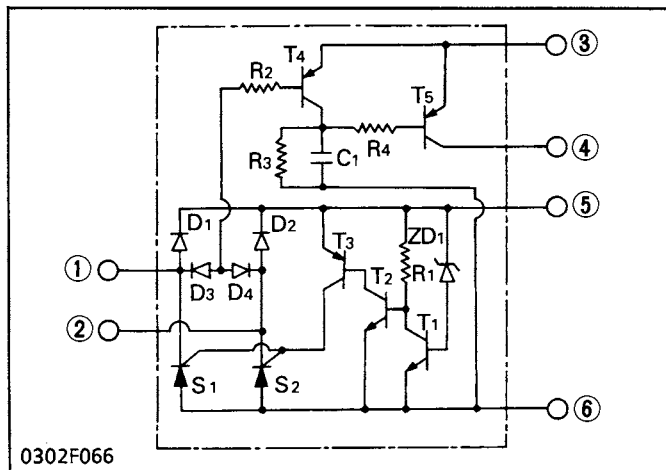 ③
T4
R2
T5
④
R3
C1
R4
⑤
D1
D2
T3
ZD1
①
T2
R1
D3
D4
②
T1
S1
S2
⑥
0302F066